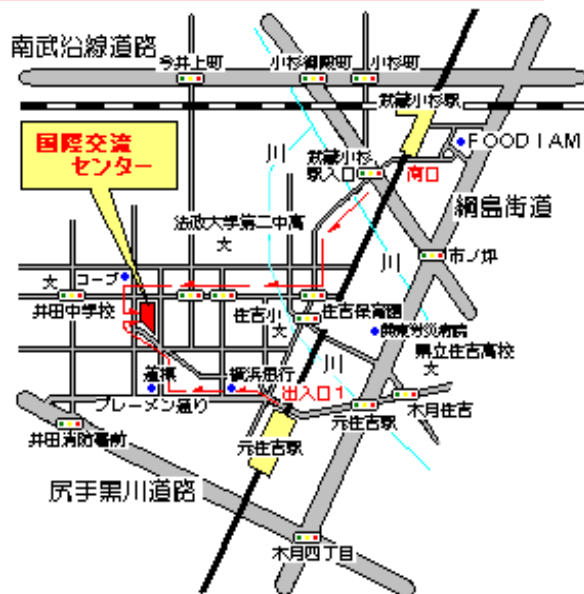 南武沿線道路
今井上町
小杉御殿町
小杉町
武蔵小杉駅
国際交流
センター
川
武蔵小杉
駅入口
南口
FOOD I AM
綱島街道
法政大学第二中高
大
川
市ノ坪
大
コープ
井田中学校
住吉小
大
住吉保育園
関東労災病院
県立住吉高校
大
川
横浜銀行
出入口1
ブレーメン通り
元住吉駅
木月住吉
井田消防署前
元住吉駅
尻手黒川道路
木月四丁目